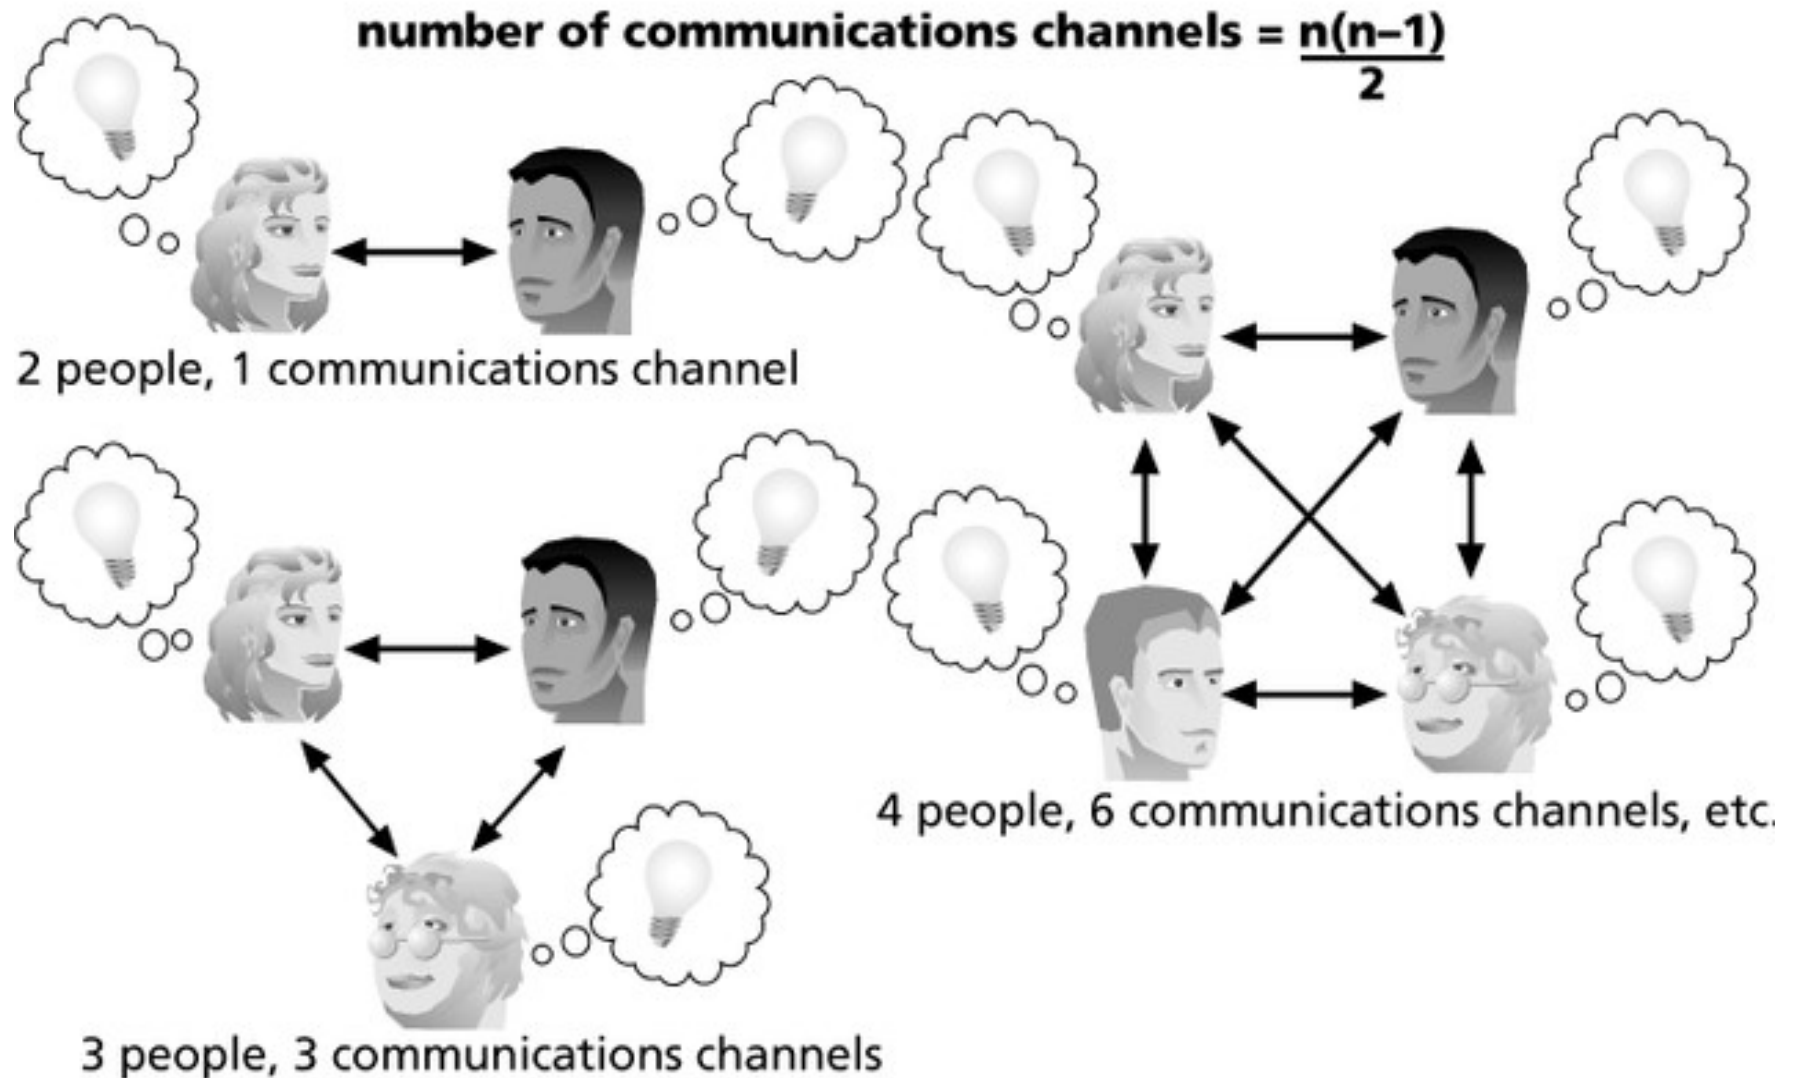 number of communications channels = n(n–1)
2
2 people, 1 communications channel
3 people, 3 communications channels
4 people, 6 communications channels, etc.